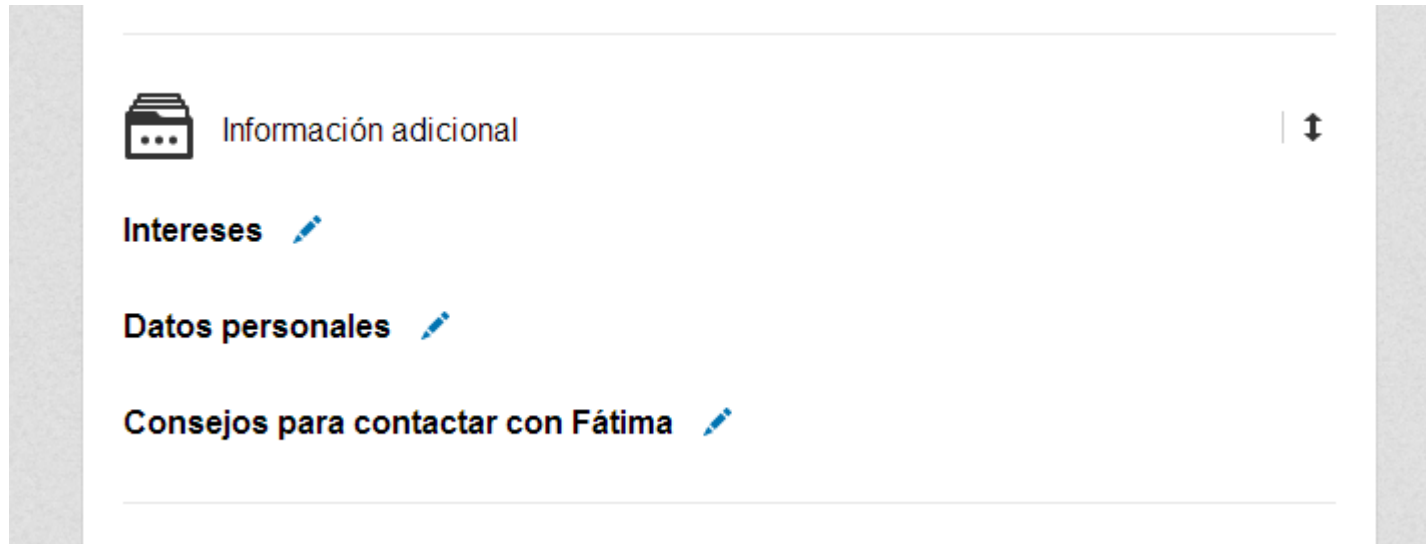 Información adicional
Intereses
Datos personales
Consejos para contactar con Fátima